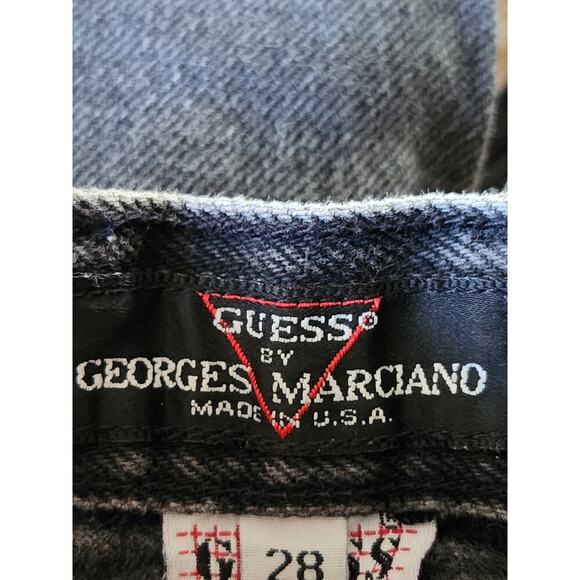 GUESS®
BY
GEORGES MARCIANO
MADE IN U.S.A.
28